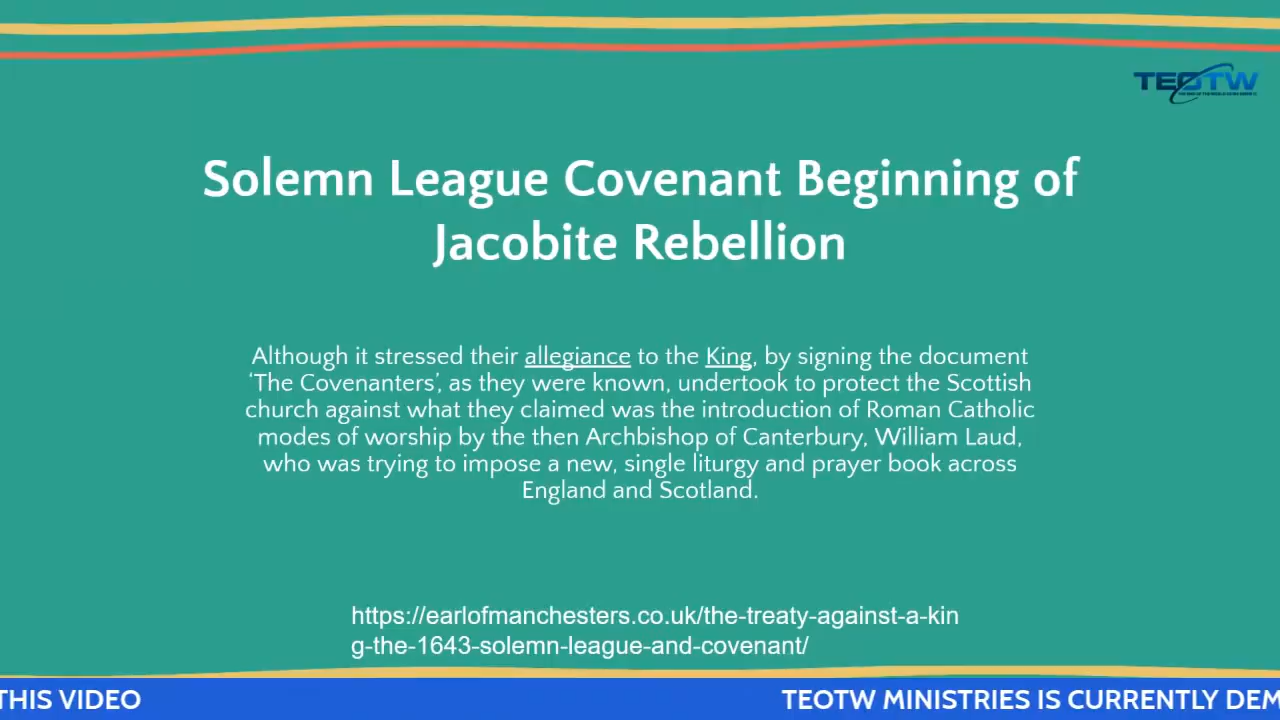 TEOTW
Solemn League Covenant Beginning of
Jacobite Rebellion
Although it stressed their allegiance to the King, by signing the document
‘The Covenanters’, as they were known, undertook to protect the Scottish
church against what they claimed was the introduction of Roman Catholic
modes of worship by the then Archbishop of Canterbury, William Laud,
who was trying to impose a new, single liturgy and prayer book across
England and Scotland.
https://earlofmanchesters.co.uk/the-treaty-against-a-kin
g-the-1643-solemn-league-and-covenant/
THIS VIDEO
TEOTW MINISTRIES IS CURRENTLY DEM